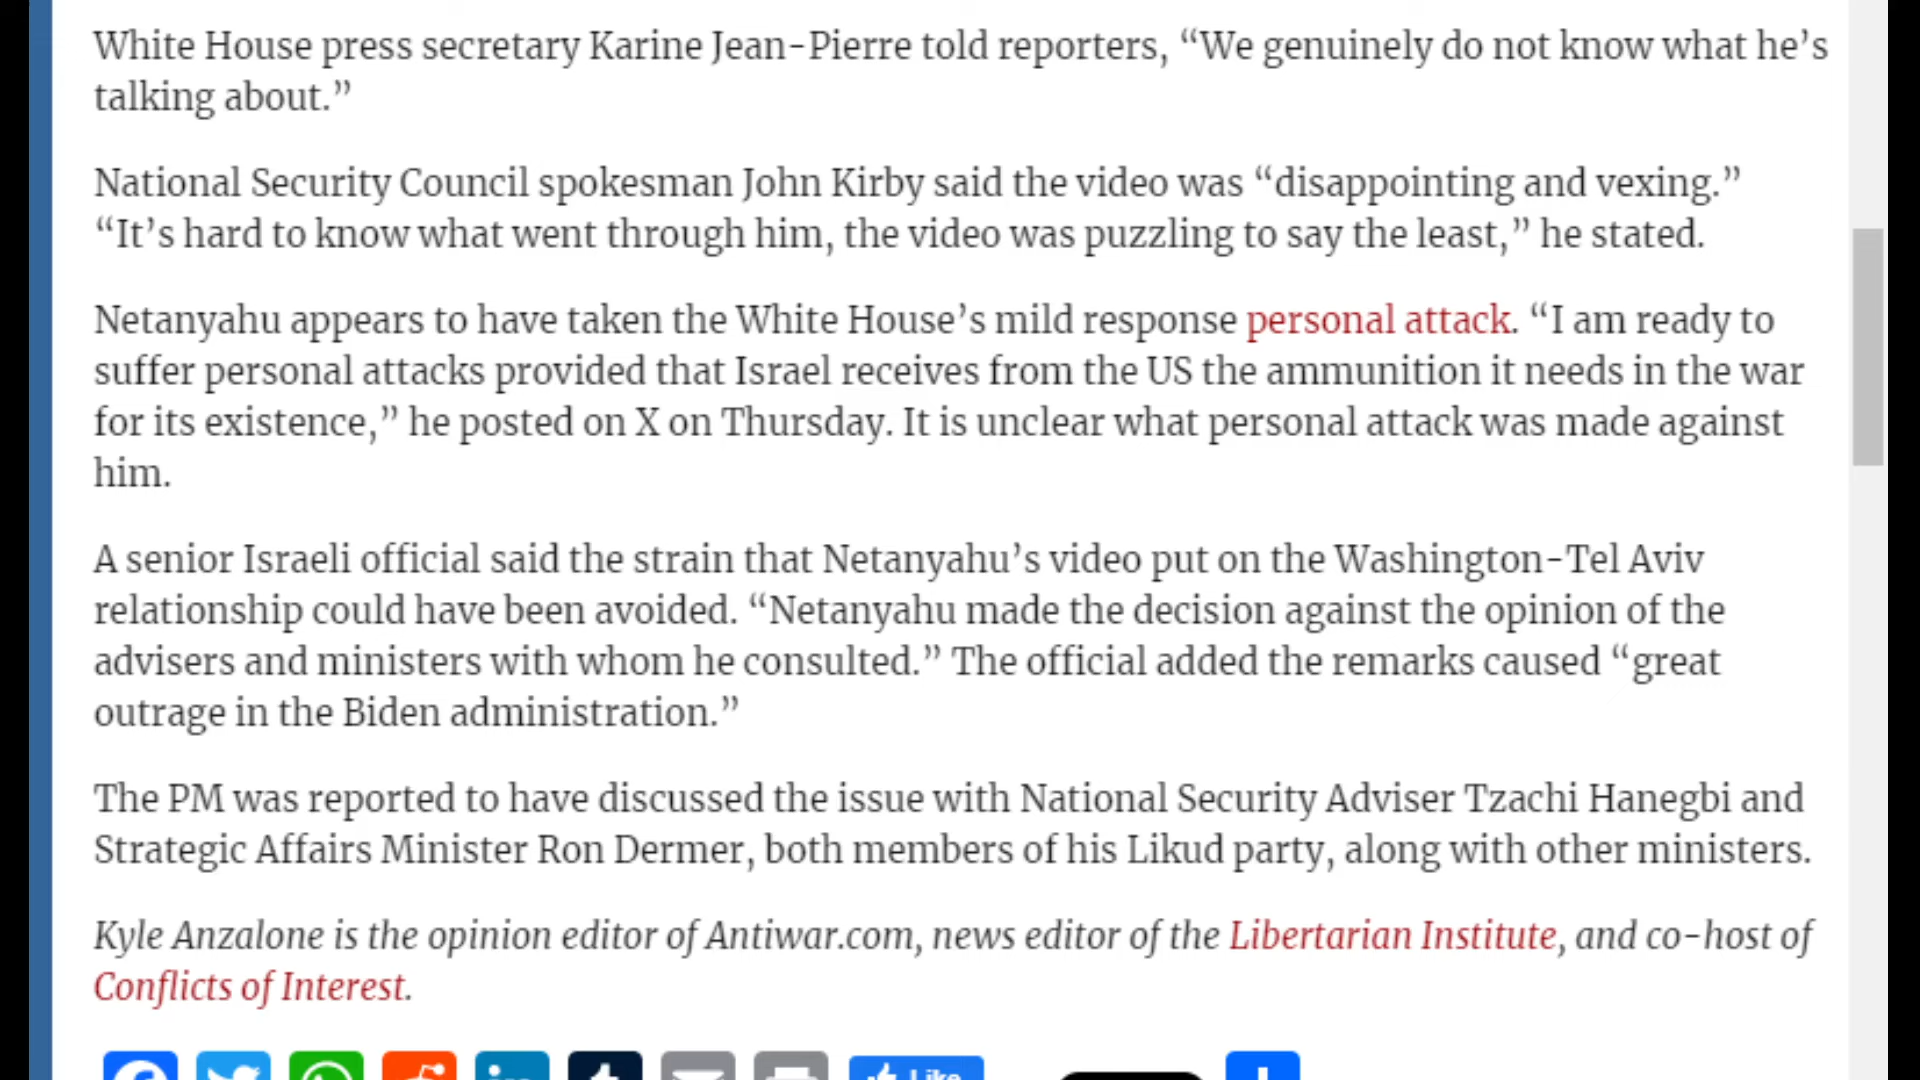 White House press secretary Karine Jean-Pierre told reporters, “We genuinely do not know what he’s
talking about.”
National Security Council spokesman John Kirby said the video was “disappointing and vexing.”
“It’s hard to know what went through him, the video was puzzling to say the least,” he stated.
Netanyahu appears to have taken the White House’s mild response personal attack. “I am ready to
suffer personal attacks provided that Israel receives from the US the ammunition it needs in the war
for its existence,” he posted on X on Thursday. It is unclear what personal attack was made against
him.
A senior Israeli official said the strain that Netanyahu’s video put on the Washington-Tel Aviv
relationship could have been avoided. “Netanyahu made the decision against the opinion of the
advisers and ministers with whom he consulted.” The official added the remarks caused “great
outrage in the Biden administration.”
The PM was reported to have discussed the issue with National Security Adviser Tzachi Hanegbi and
Strategic Affairs Minister Ron Dermer, both members of his Likud party, along with other ministers.
Kyle Anzalone is the opinion editor of Antiwar.com, news editor of the Libertarian Institute, and co-host of
Conflicts of Interest.
Like